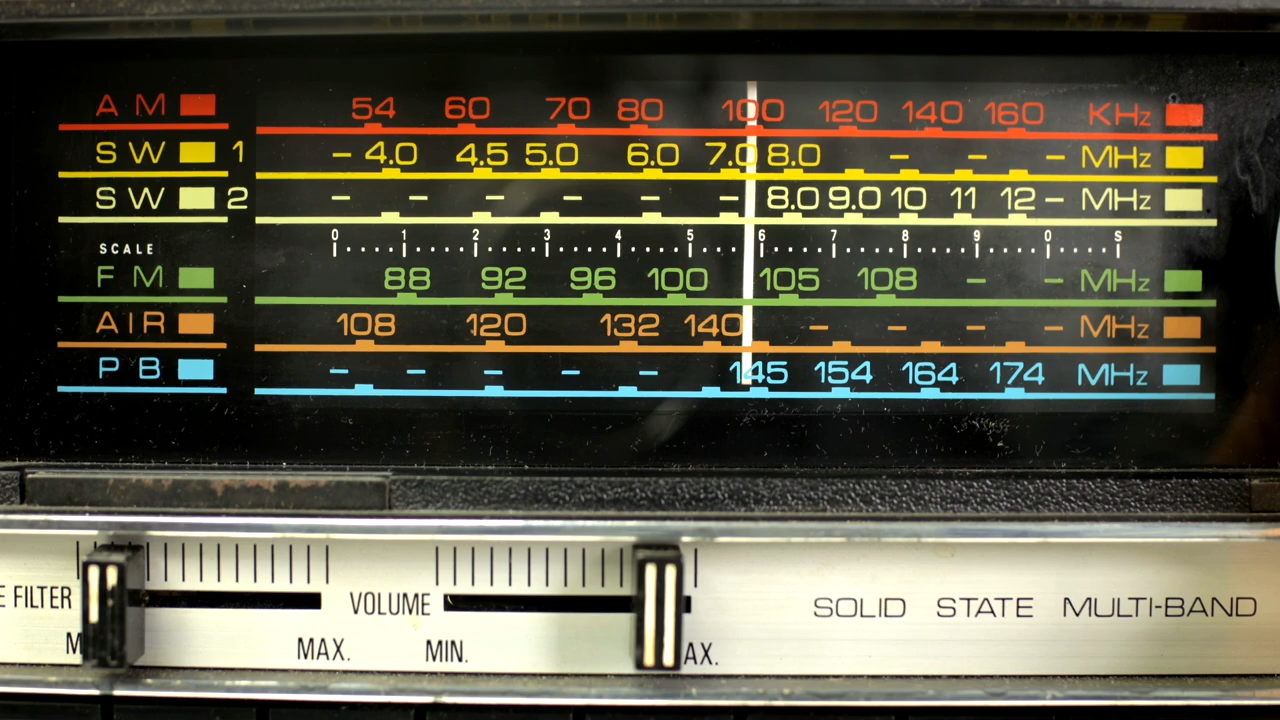 A M 54 60 70 80 100 120 140 160 KHz
S W 1 – 4.0 4.5 5.0 6.0 7.0 8.0 – – – MHz
S W 2 – – – – – – 8.0 9.0 10 11 12 – MHz
SCALE 0 1 2 3 4 5 6 7 8 9 0 S
F M 88 92 96 100 105 108 – – MHz
AIR 108 120 132 140 – – – – MHz
P B – – – – – 145 154 164 174 MHz
E FILTER VOLUME SOLID STATE MULTI-BAND
M MAX. MIN. AX.